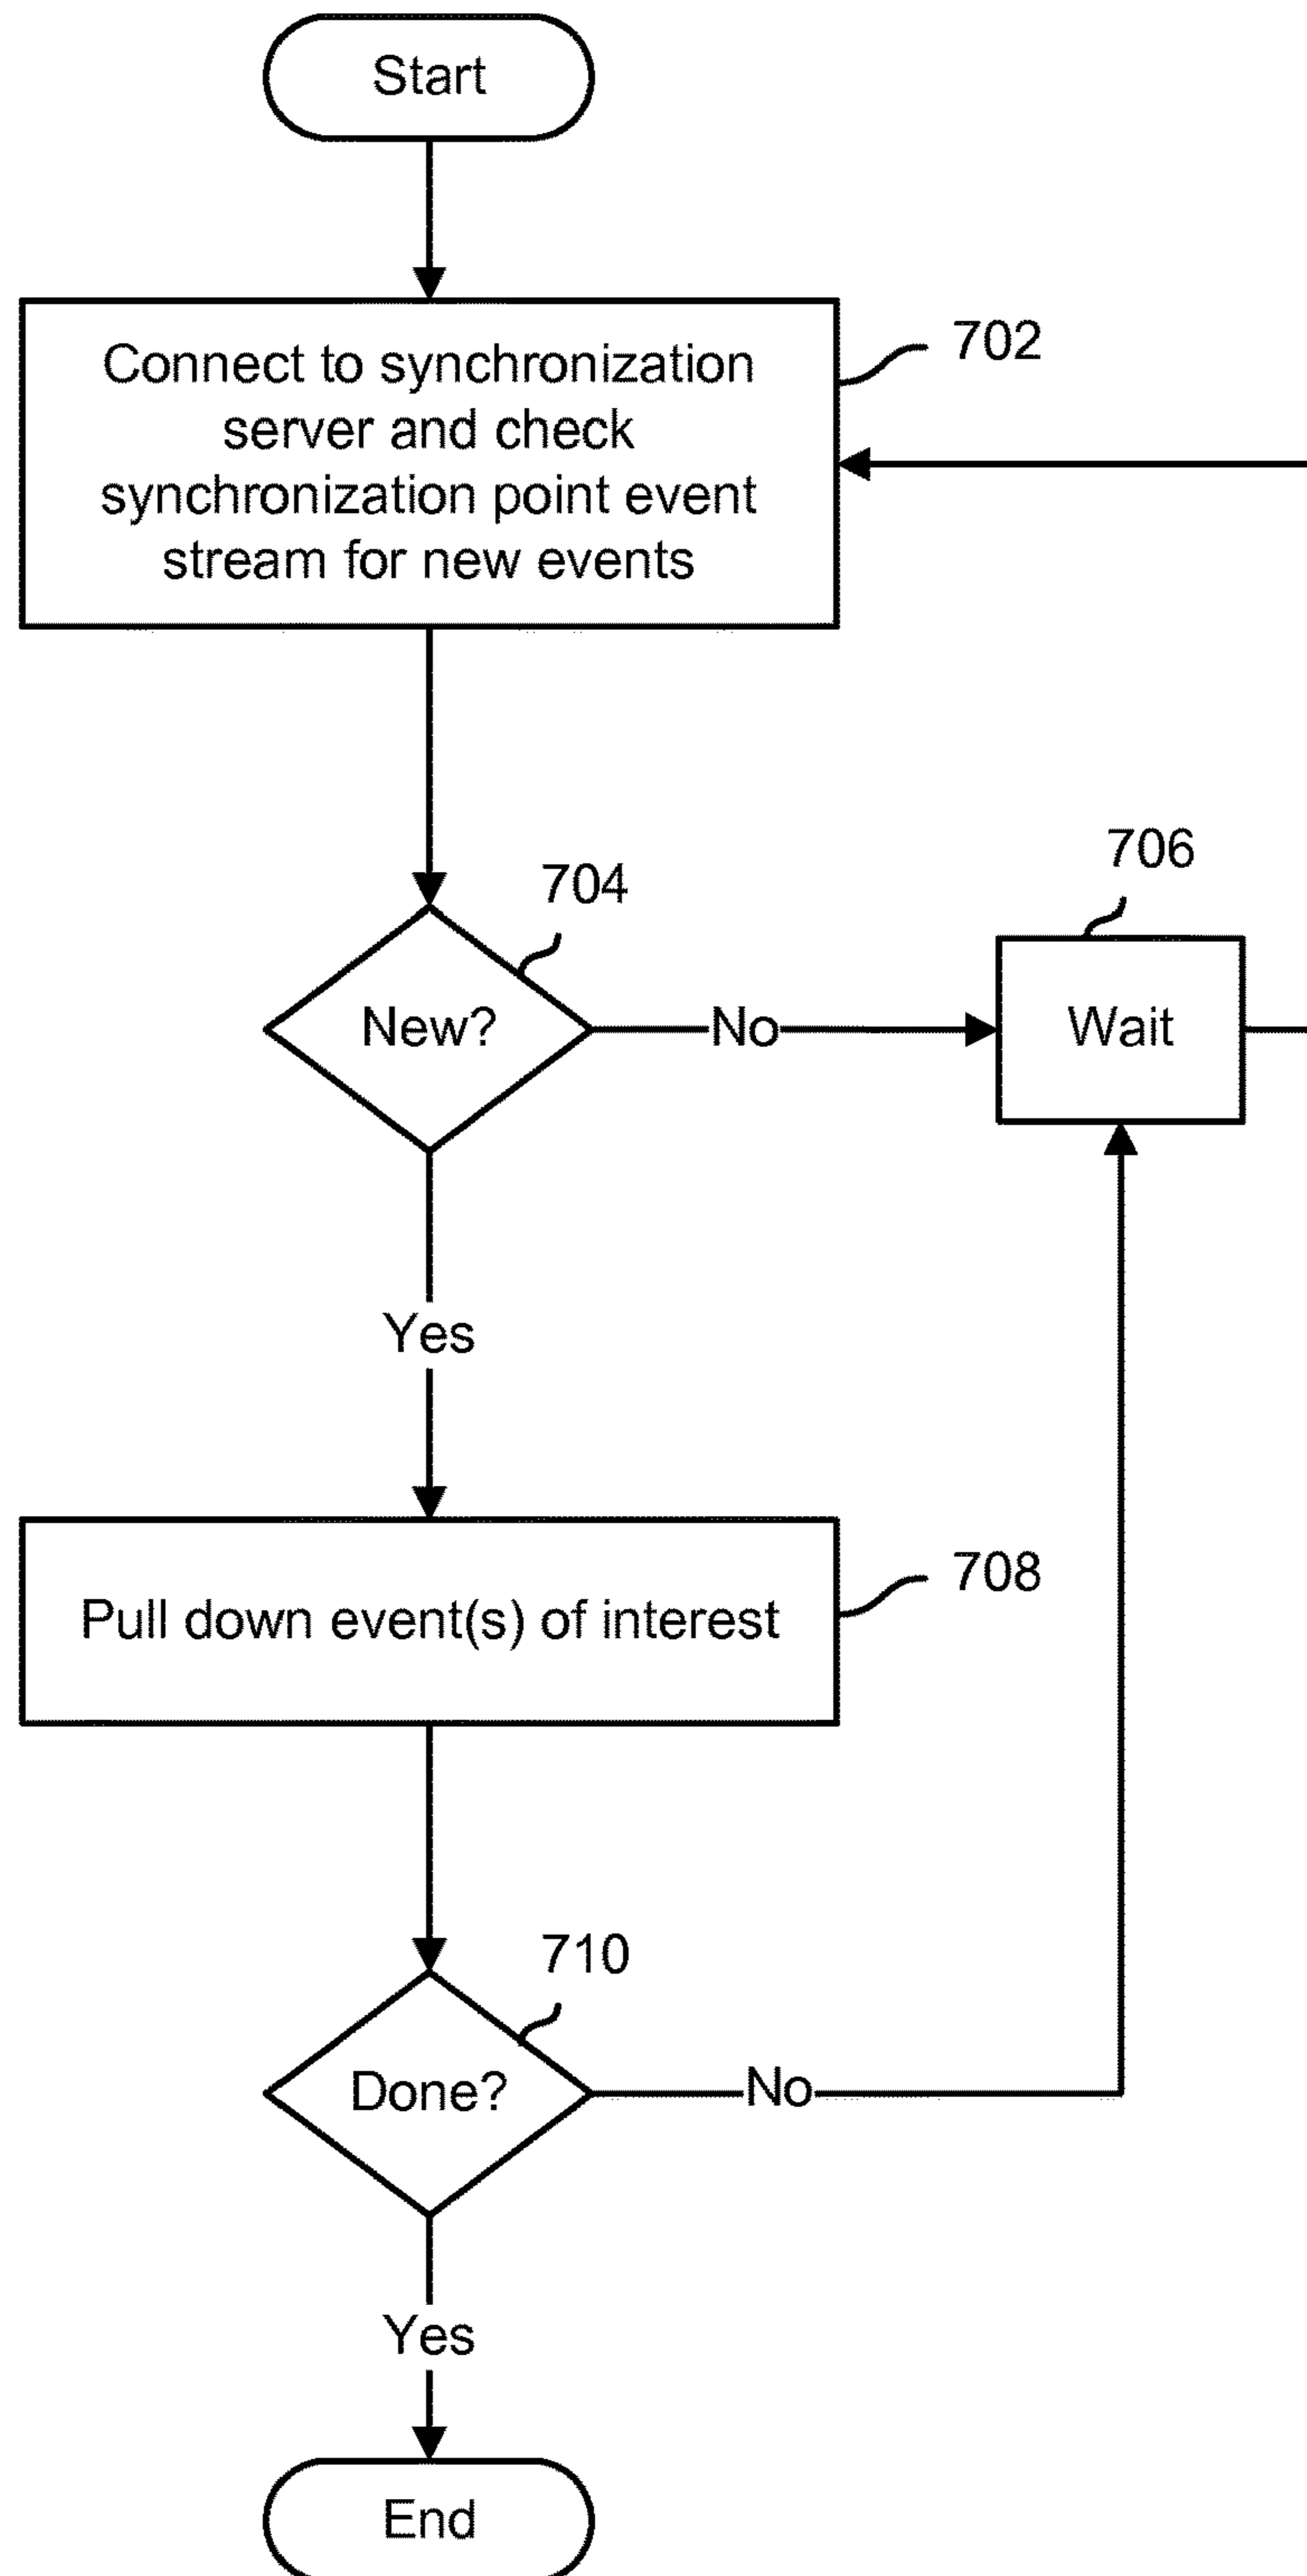 Start
Connect to synchronization
server and check
synchronization point event
stream for new events
702
704
New?
No
706
Wait
Yes
Pull down event(s) of interest
708
710
Done?
No
Yes
End